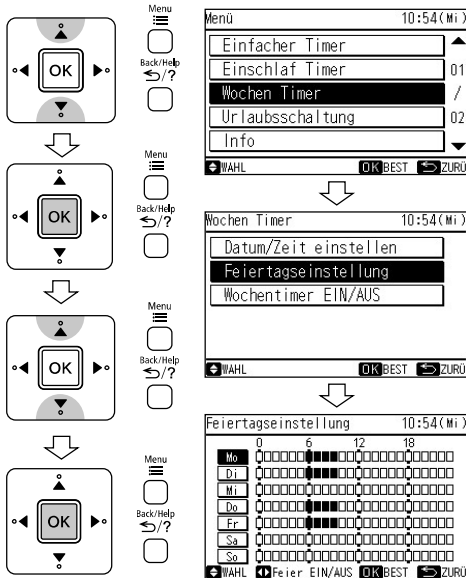 Menu
OK
Back/Help
/?
Menu
OK
Back/Help
/?
Menu
OK
Back/Help
/?
Menu
OK
Back/Help
/?
Menü 10:54(Mi)
Einfacher Timer
Einschlaf Timer 01
Wochen Timer /
Urlaubsschaltung 02
Info
WAHL OK BEST ZURÜ
Wochen Timer 10:54(Mi)
Datum/Zeit einstellen
Feiertagseinstellung
Wochentimer EIN/AUS
WAHL OK BEST ZURÜ
Feiertagseinstellung 10:54(Mi)
0 6 12 18
Mo
Di
Mi
Do
Fr
Sa
So
WAHL Feier EIN/AUS OK BEST ZURÜ